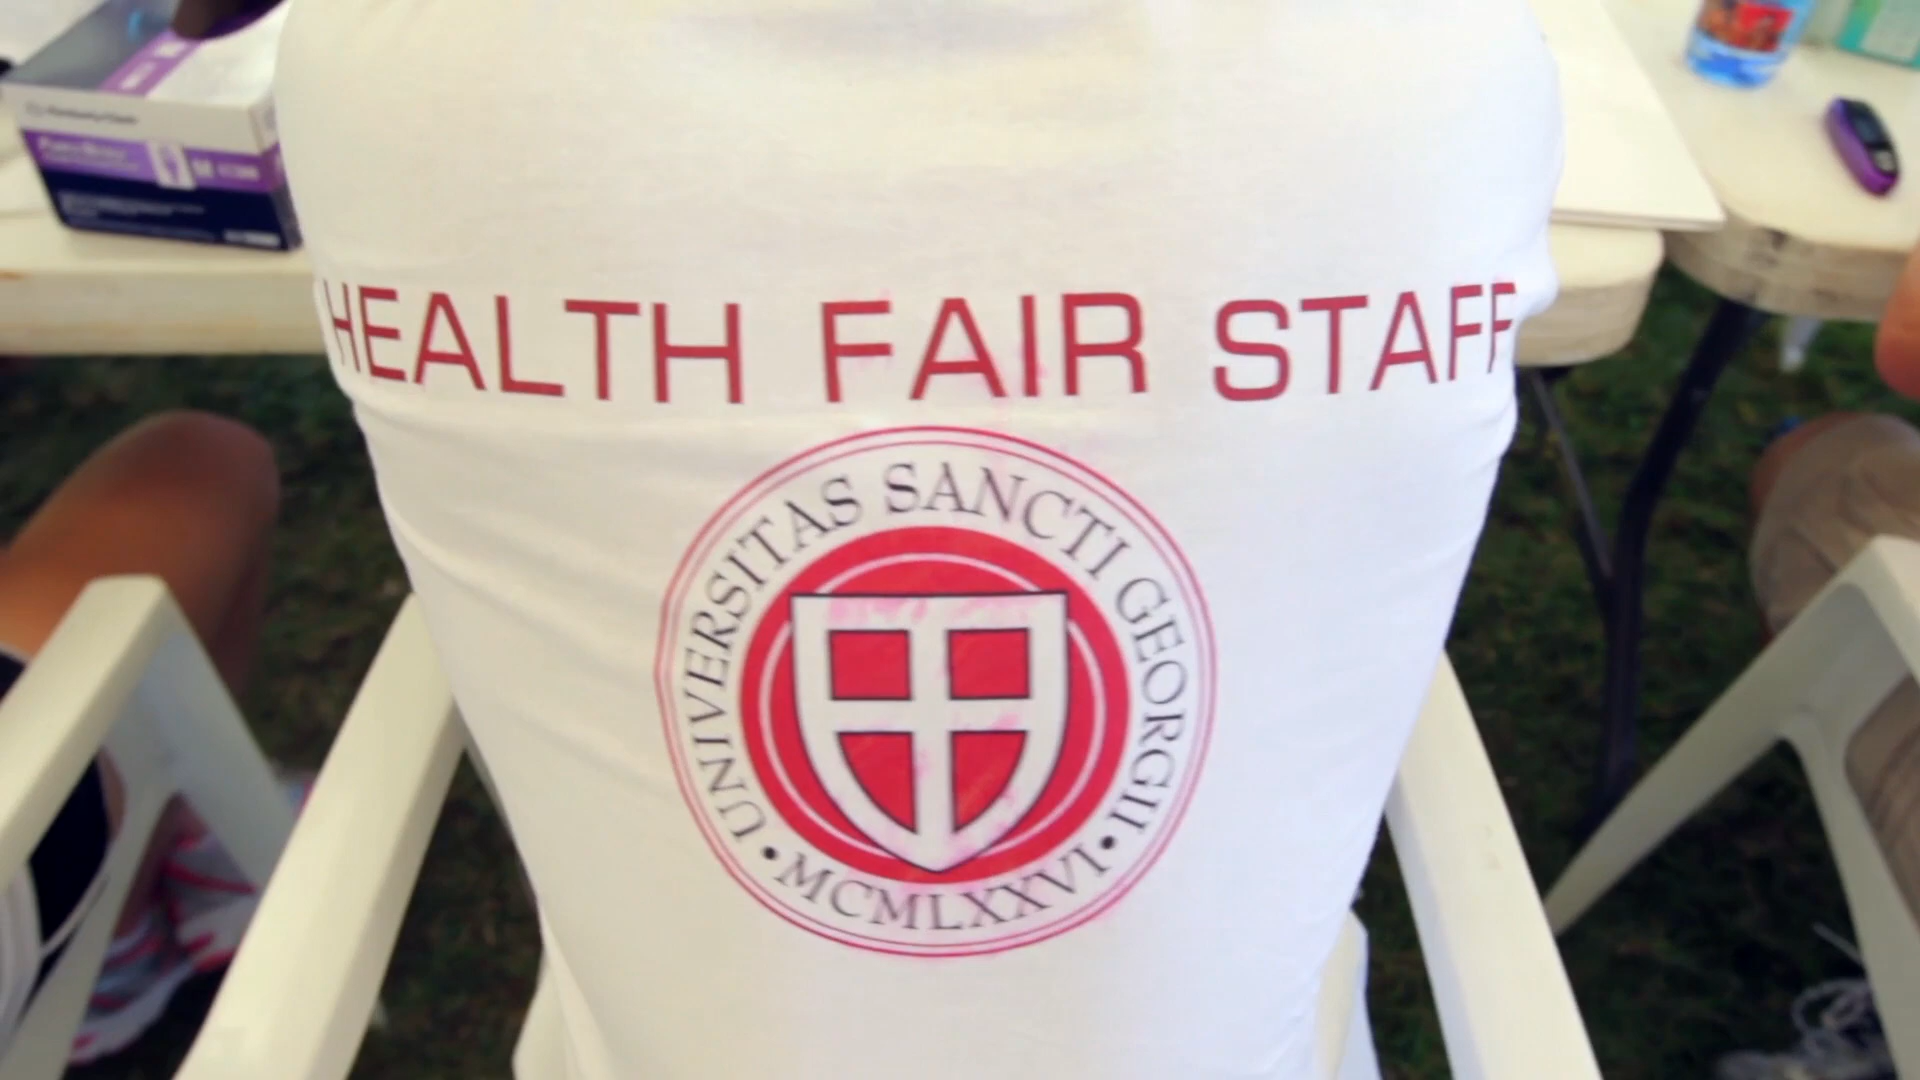 HEALTH FAIR STAFF
UNIVERSITAS SANCTI GEORGII
• MCMLXXVI •